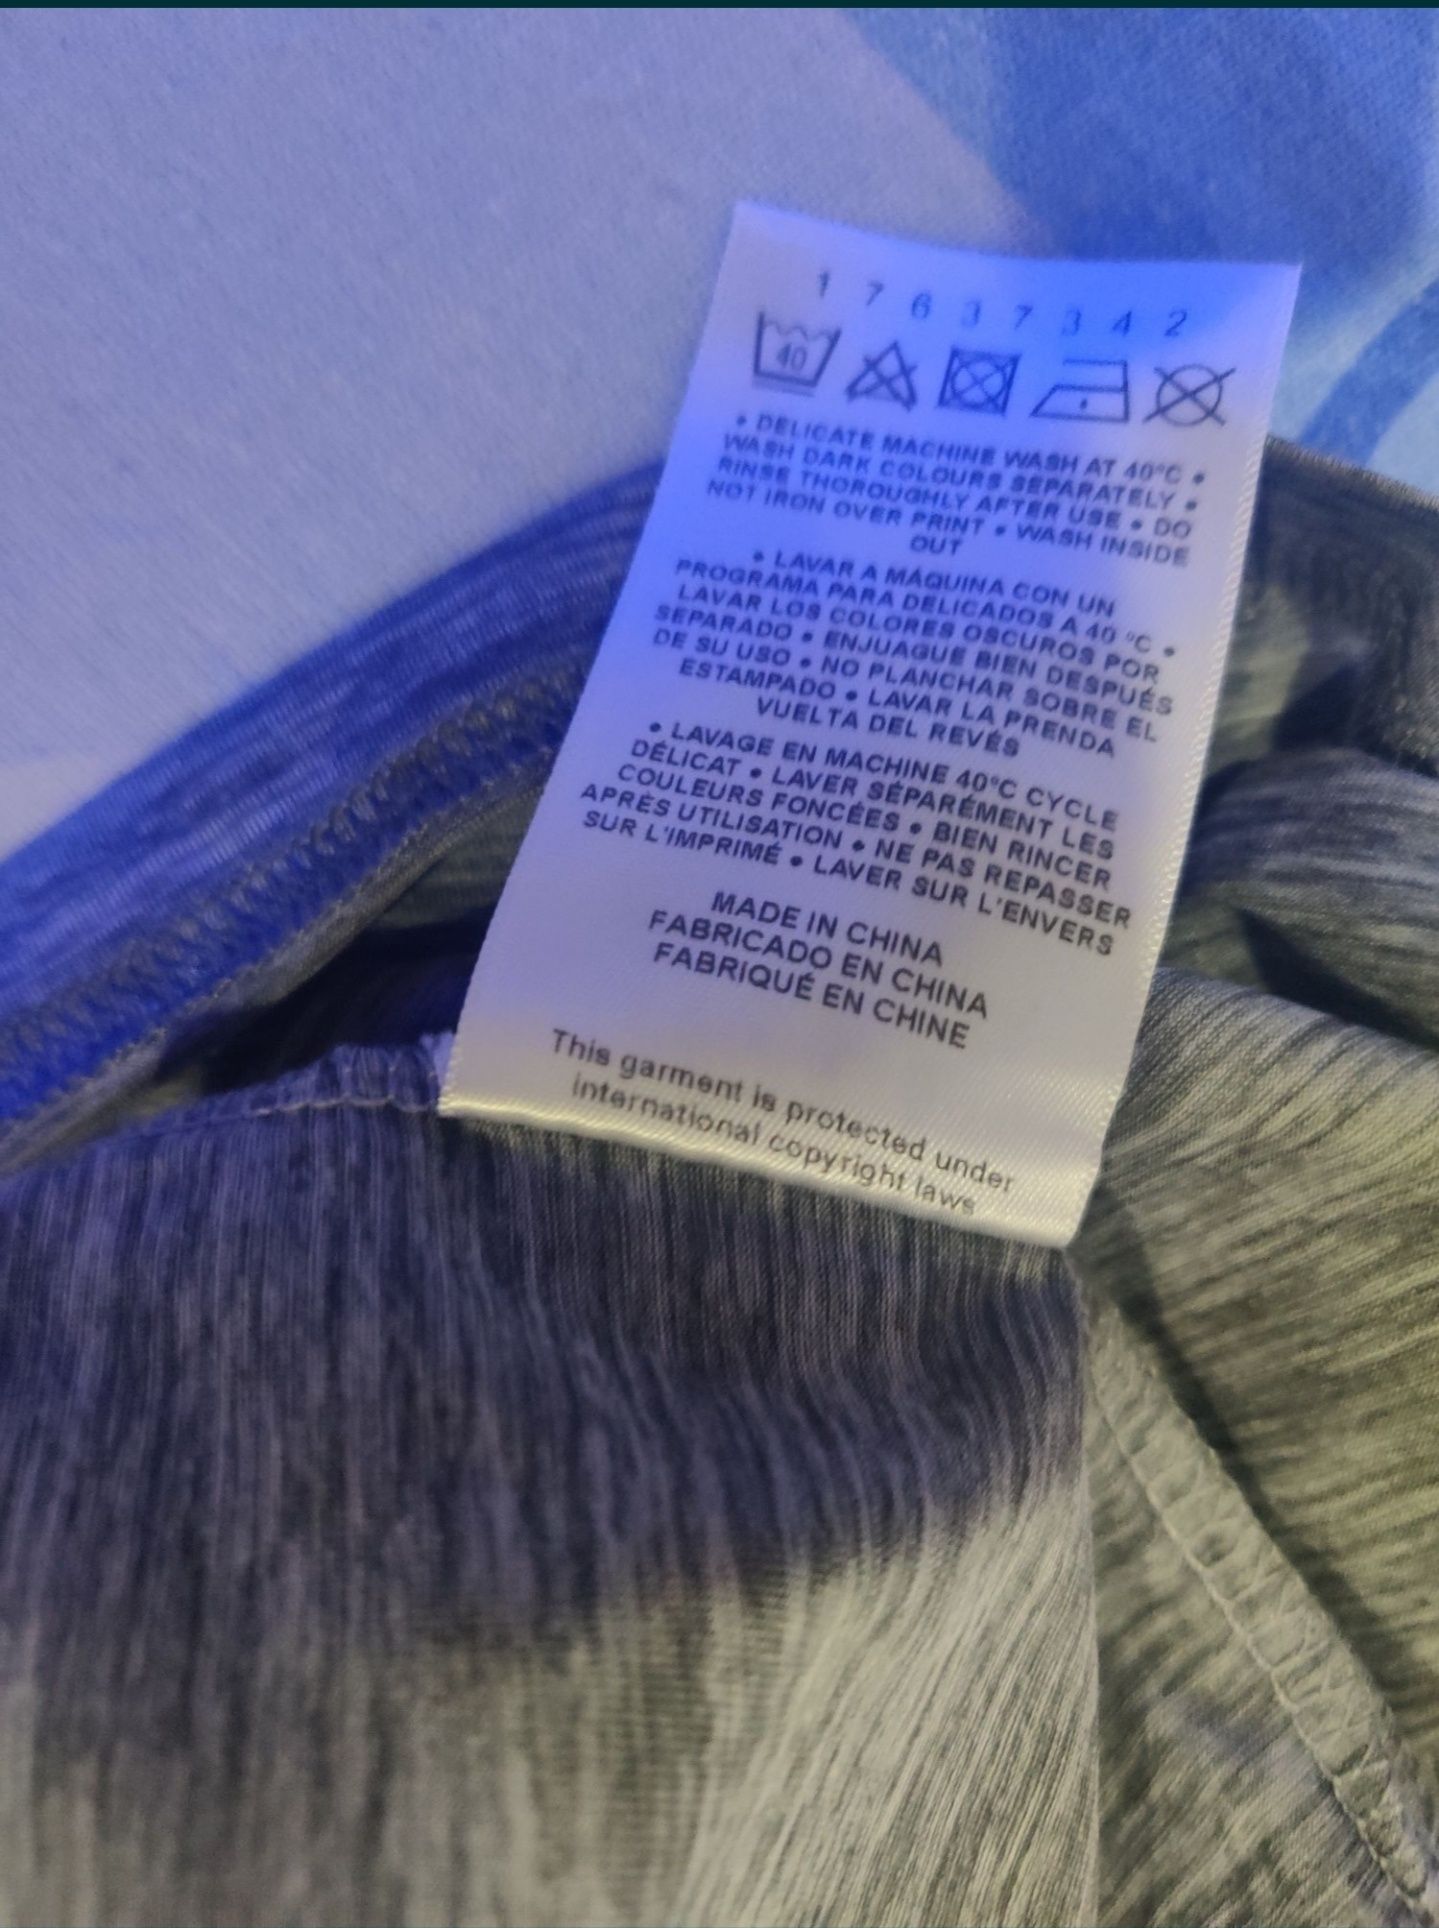 1 7 6 3 7 3 4 2
40
• DELICATE MACHINE WASH AT 40°C •
WASH DARK COLOURS SEPARATELY •
RINSE THOROUGHLY AFTER USE • DO
NOT IRON OVER PRINT • WASH INSIDE
OUT
• LAVAR A MÁQUINA CON UN
PROGRAMA PARA DELICADOS A 40 °C •
LAVAR LOS COLORES OSCUROS POR
SEPARADO • ENJUAGUE BIEN DESPUÉS
DE SU USO • NO PLANCHAR SOBRE EL
ESTAMPADO • LAVAR LA PRENDA
VUELTA DEL REVÉS
• LAVAGE EN MACHINE 40°C CYCLE
DÉLICAT • LAVER SÉPARÉMENT LES
COULEURS FONCÉES • BIEN RINCER
APRÈS UTILISATION • NE PAS REPASSER
SUR L'IMPRIMÉ • LAVER SUR L'ENVERS
MADE IN CHINA
FABRICADO EN CHINA
FABRIQUÉ EN CHINE
This garment is protected under
international copyright laws